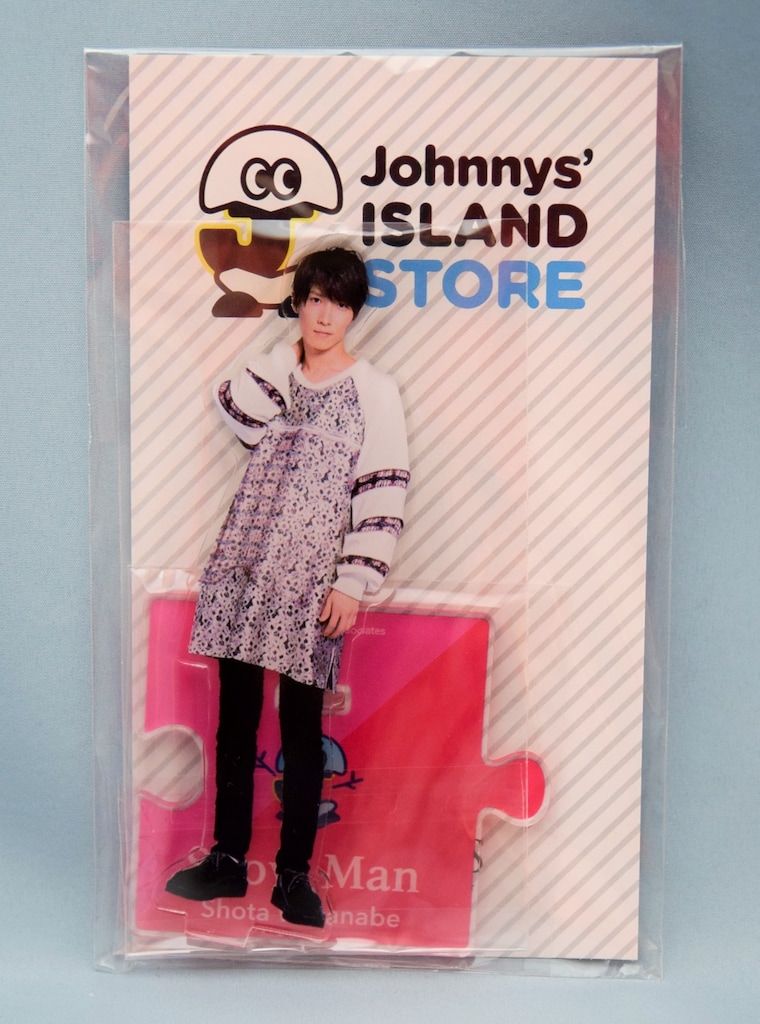 Johnnys'
ISLAND
STORE
Man
Shota